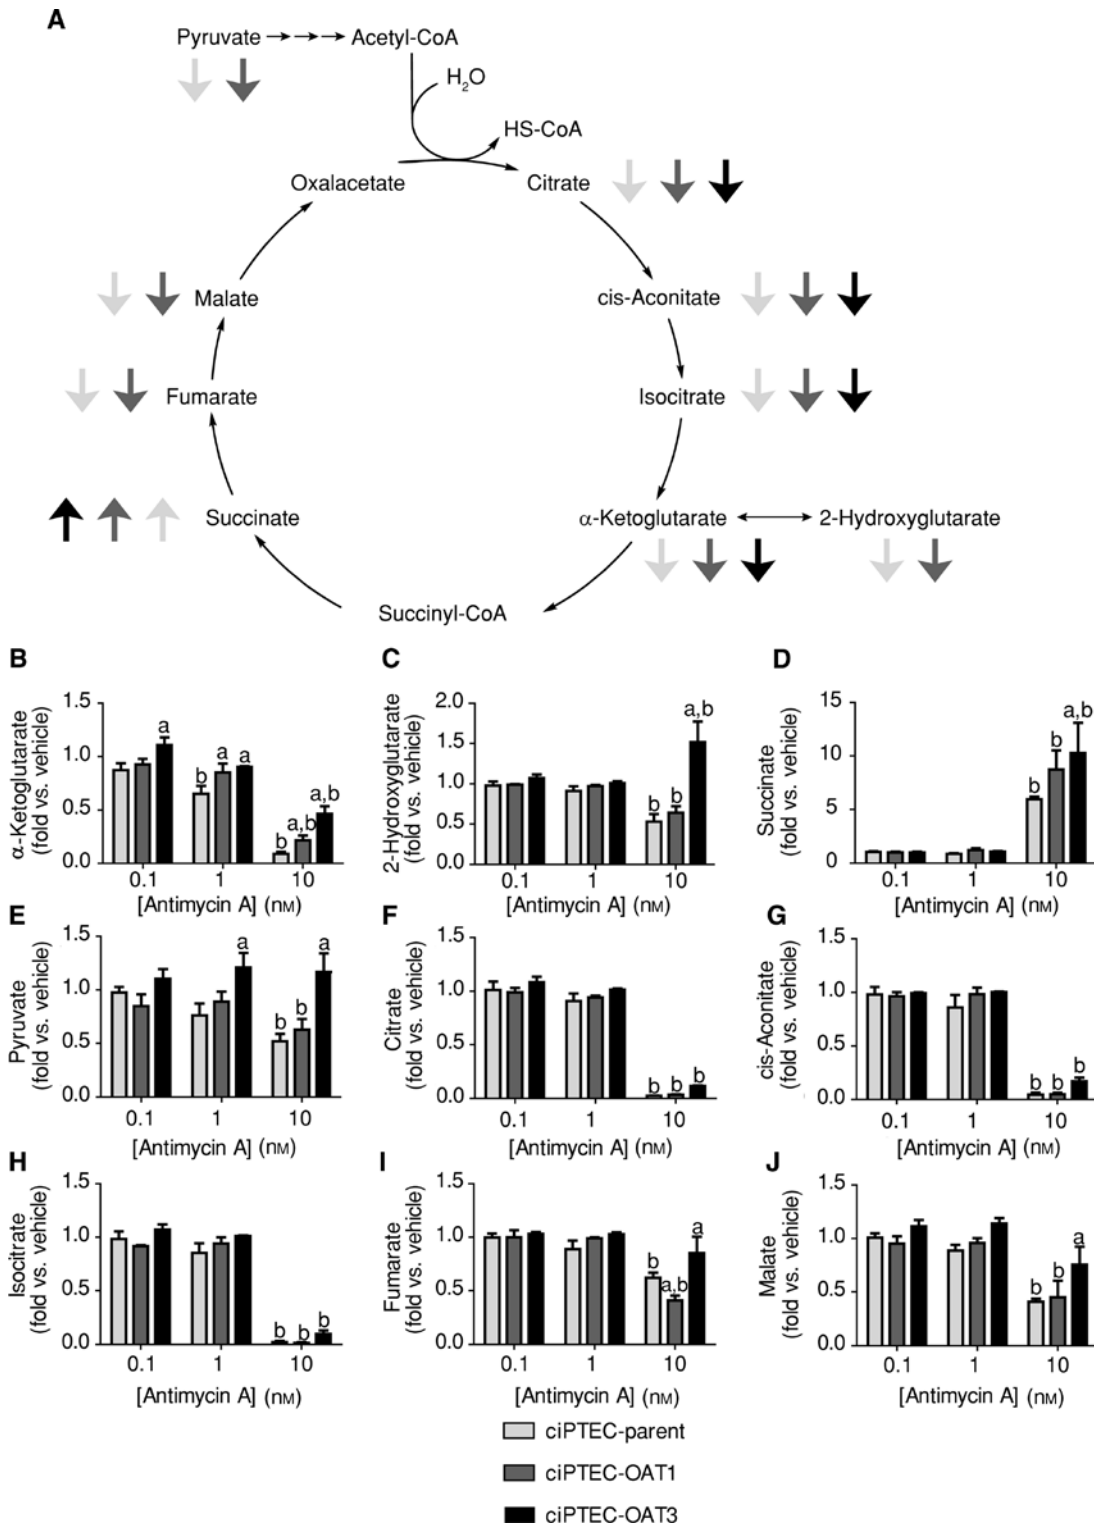 A
Pyruvate
Acetyl-CoA
H2O
HS-CoA
Oxalacetate
Citrate
Malate
cis-Aconitate
Fumarate
Isocitrate
Succinate
α-Ketoglutarate
2-Hydroxyglutarate
Succinyl-CoA
B
α-Ketoglutarate
(fold vs. vehicle)
1.5
1.0
0.5
0.0
a
b
a
a
b
a,b
a,b
0.1
1
10
[Antimycin A] (nM)
C
2-Hydroxyglutarate
(fold vs. vehicle)
2.0
1.5
1.0
0.5
0.0
b
b
a,b
0.1
1
10
[Antimycin A] (nM)
D
Succinate
(fold vs. vehicle)
15
10
5
0
b
b
a,b
0.1
1
10
[Antimycin A] (nM)
E
Pyruvate
(fold vs. vehicle)
1.5
1.0
0.5
0.0
a
b
b
a
0.1
1
10
[Antimycin A] (nM)
F
Citrate
(fold vs. vehicle)
1.5
1.0
0.5
0.0
b
b
b
0.1
1
10
[Antimycin A] (nM)
G
cis-Aconitate
(fold vs. vehicle)
1.5
1.0
0.5
0.0
b
b
b
0.1
1
10
[Antimycin A] (nM)
H
Isocitrate
(fold vs. vehicle)
1.5
1.0
0.5
0.0
b
b
b
0.1
1
10
[Antimycin A] (nM)
I
Fumarate
(fold vs. vehicle)
1.5
1.0
0.5
0.0
b
a,b
a
0.1
1
10
[Antimycin A] (nM)
J
Malate
(fold vs. vehicle)
1.5
1.0
0.5
0.0
b
b
a
0.1
1
10
[Antimycin A] (nM)
ciPTEC-parent
ciPTEC-OAT1
ciPTEC-OAT3